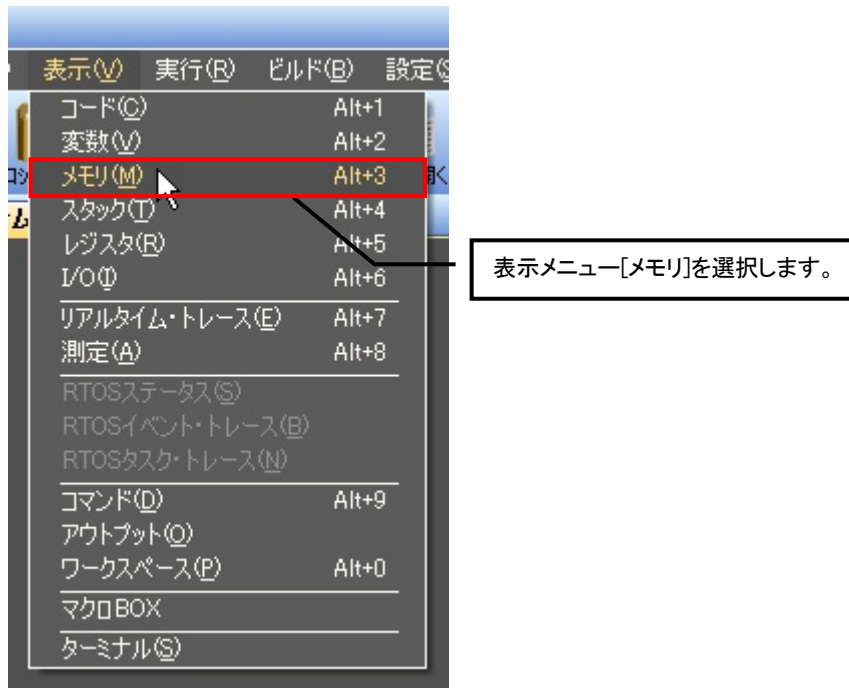 表示(V) 実行(R) ビルド(B) 設定(S
コード(C) Alt+1
変数(V) Alt+2
メモリ(M) Alt+3
スタック(T) Alt+4
レジスタ(R) Alt+5
I/O(I) Alt+6
リアルタイム・トレース(E) Alt+7
測定(A) Alt+8
RTOSステータス(S)
RTOSイベント・トレース(B)
RTOSタスク・トレース(N)
コマンド(D) Alt+9
アウトプット(O)
ワークスペース(P) Alt+0
マクロBOX
ターミナル(S)
表示メニュー[メモリ]を選択します。